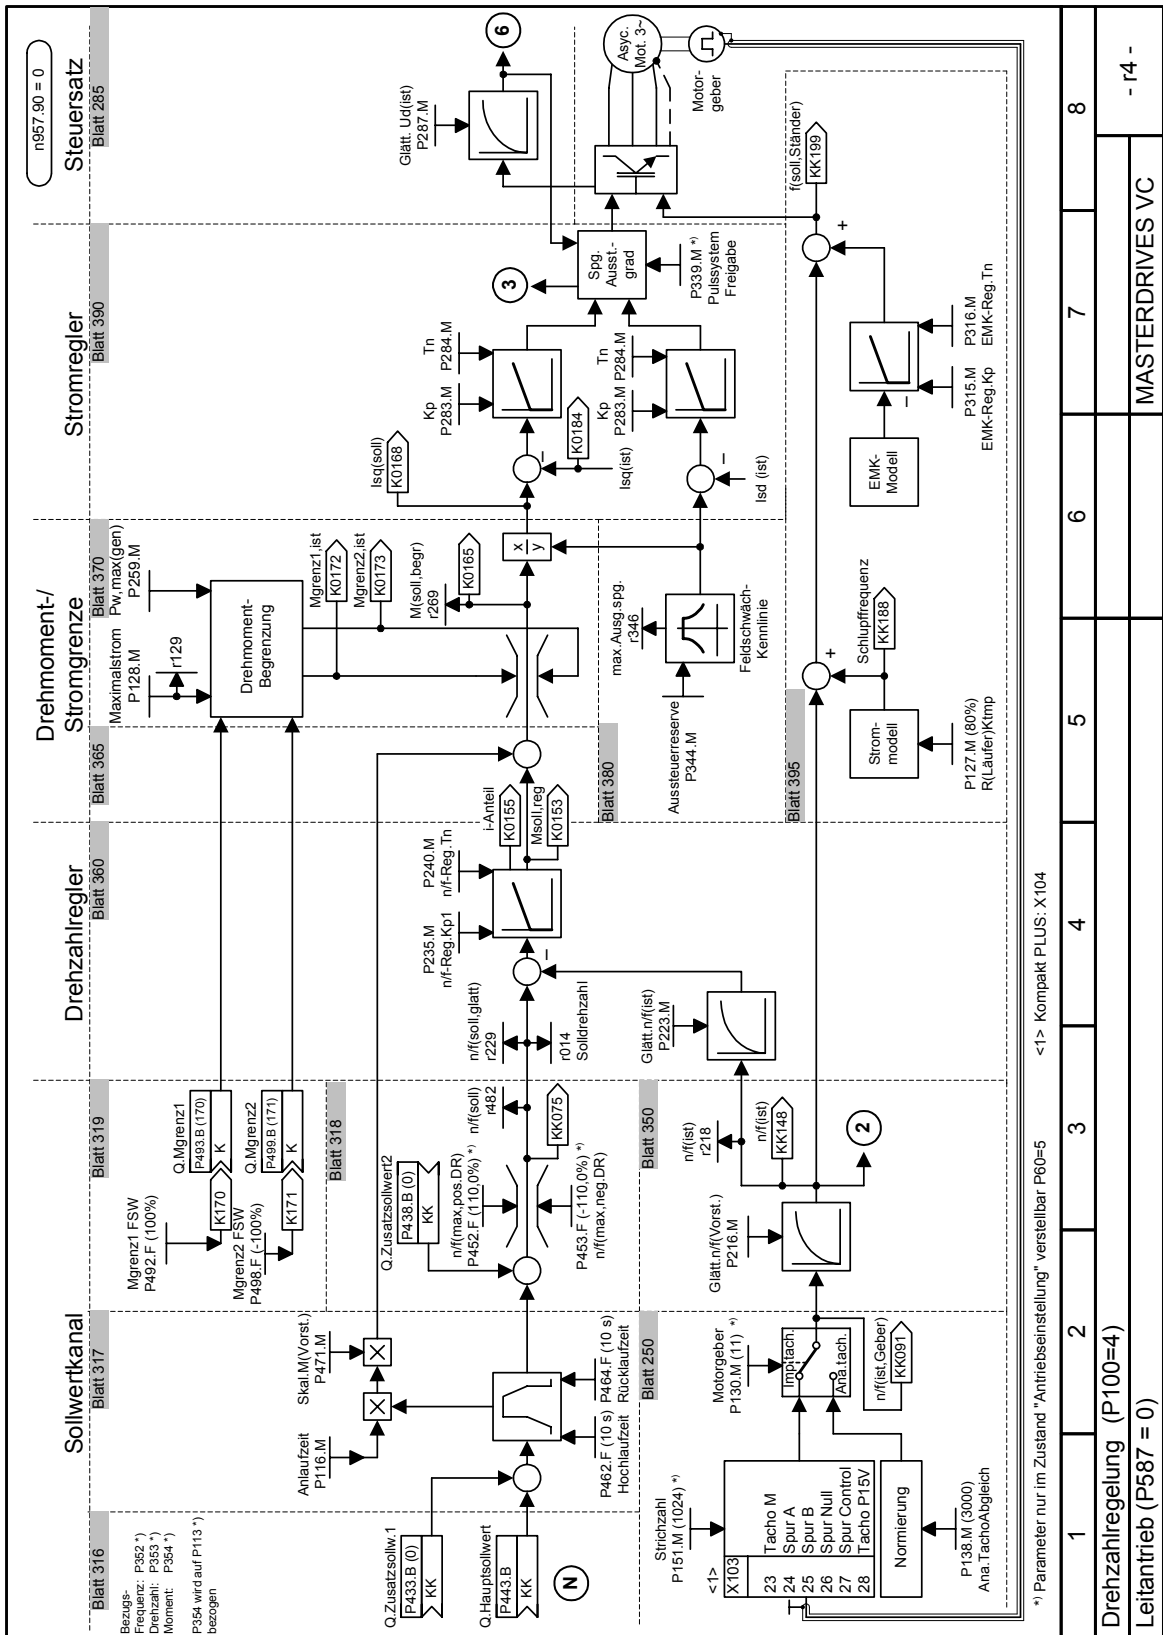 n957.90 = 0
Sollwertkanal
Drehzahlregler
Drehmoment-/
Stromgrenze
Stromregler
Steuersatz
Blatt 316
Blatt 317
Blatt 319
Blatt 360
Blatt 365
Blatt 370
Blatt 390
Blatt 285
Bezugs-
Frequenz: P352 *)
Drehzahl: P353 *)
Moment: P354 *)
P354 wird auf P113 *)
bezogen
Mgrenz1 FSW
P492.F (100%)
K170
Q.Mgrenz1
P493.B (170)
K
Mgrenz2 FSW
P498.F (-100%)
K171
Q.Mgrenz2
P499.B (171)
K
Blatt 318
Maximalstrom
P128.M
r129
Pw,max(gen)
P259.M
Drehmoment-
Begrenzung
Mgrenz1,ist
K0172
Mgrenz2,ist
K0173
M(soll,begr)
r269
K0165
Anlaufzeit
P116.M
Skal.M(Vorst.)
P471.M
Q.Zusatzsollw.1
P433.B (0)
KK
Q.Hauptsollwert
P443.B
KK
N
P462.F (10 s)
Hochlaufzeit
P464.F (10 s)
Rücklaufzeit
Q.Zusatzsollwert2
P438.B (0)
KK
n/f(max,pos.DR)
P452.F (110,0%) *)
P453.F (-110,0%) *)
n/f(max,neg.DR)
n/f(soll)
r482
KK075
n/f(soll,glatt)
r229
r014
Solldrehzahl
P235.M
n/f-Reg.Kp1
P240.M
n/f-Reg.Tn
i-Anteil
K0155
Msoll,reg
K0153
x
y
Isq(soll)
K0168
K0184
Isq(ist)
Kp
P283.M
Tn
P284.M
Kp
P283.M
Tn
P284.M
Isd (ist)
3
Spg.
Ausst.-
grad
P339.M *)
Pulssystem
Freigabe
Glätt. Ud(ist)
P287.M
6
Asyc.
Mot. 3~
Motor-
geber
Blatt 380
Aussteuerreserve
P344.M
max.Ausg.spg.
r346
Feldschwäch-
Kennlinie
Blatt 250
Blatt 350
Blatt 395
Strichzahl
P151.M (1024) *)
<1>
X103
23
24
25
26
27
28
Tacho M
Spur A
Spur B
Spur Null
Spur Control
Tacho P15V
Normierung
P138.M (3000)
Ana.TachoAbgleich
Motorgeber
P130.M (11) *)
Imp.tach.
Ana.tach.
n/f(ist,Geber)
KK091
Glätt.n/f(Vorst.)
P216.M
n/f(ist)
r218
n/f(ist)
KK148
2
Glätt.n/f(ist)
P223.M
Strom-
modell
P127.M (80%)
R(Läufer)Ktmp
Schlupffrequenz
KK188
+
EMK-
Modell
P315.M
EMK-Reg.Kp
P316.M
EMK-Reg.Tn
+
f(soll,Ständer)
KK199
*) Parameter nur im Zustand "Antriebseinstellung" verstellbar P60=5
<1> Kompakt PLUS: X104
1
2
3
4
5
6
7
8
Drehzahlregelung (P100=4)
Leitantrieb (P587 = 0)
MASTERDRIVES VC
- r4 -